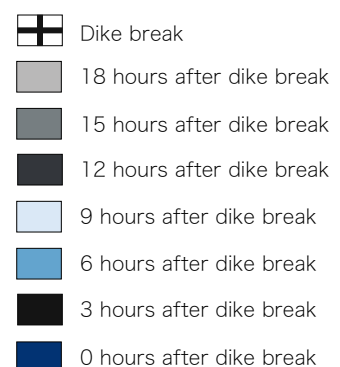 Dike break
18 hours after dike break
15 hours after dike break
12 hours after dike break
9 hours after dike break
6 hours after dike break
3 hours after dike break
0 hours after dike break